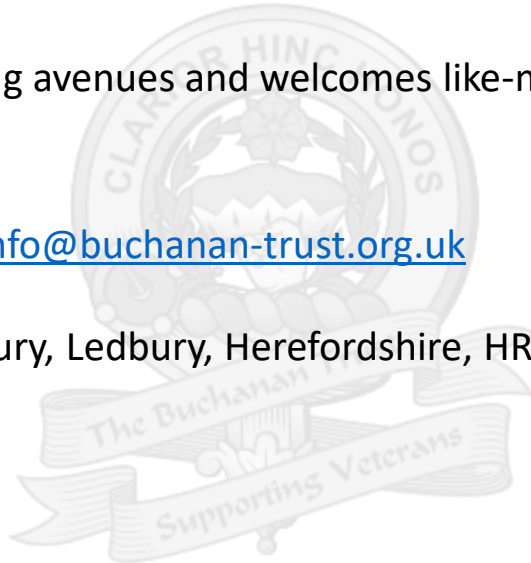 CLARIOR HINC HONOS
g avenues and welcomes like-m
nfo@buchanan-trust.org.uk
ury, Ledbury, Herefordshire, HR
The Buchanan
Supporting Veterans